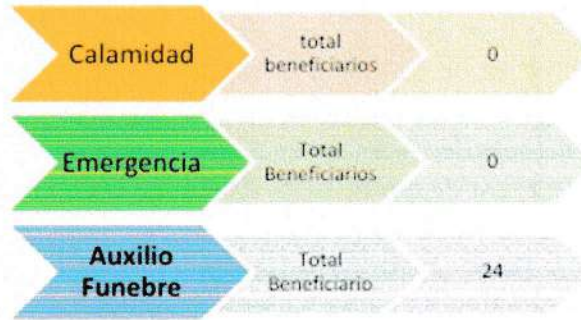 Calamidad
total
beneficiarios
0
Emergencia
Total
Beneficiarios
0
Auxilio
Funebre
Total
Beneficiario
24